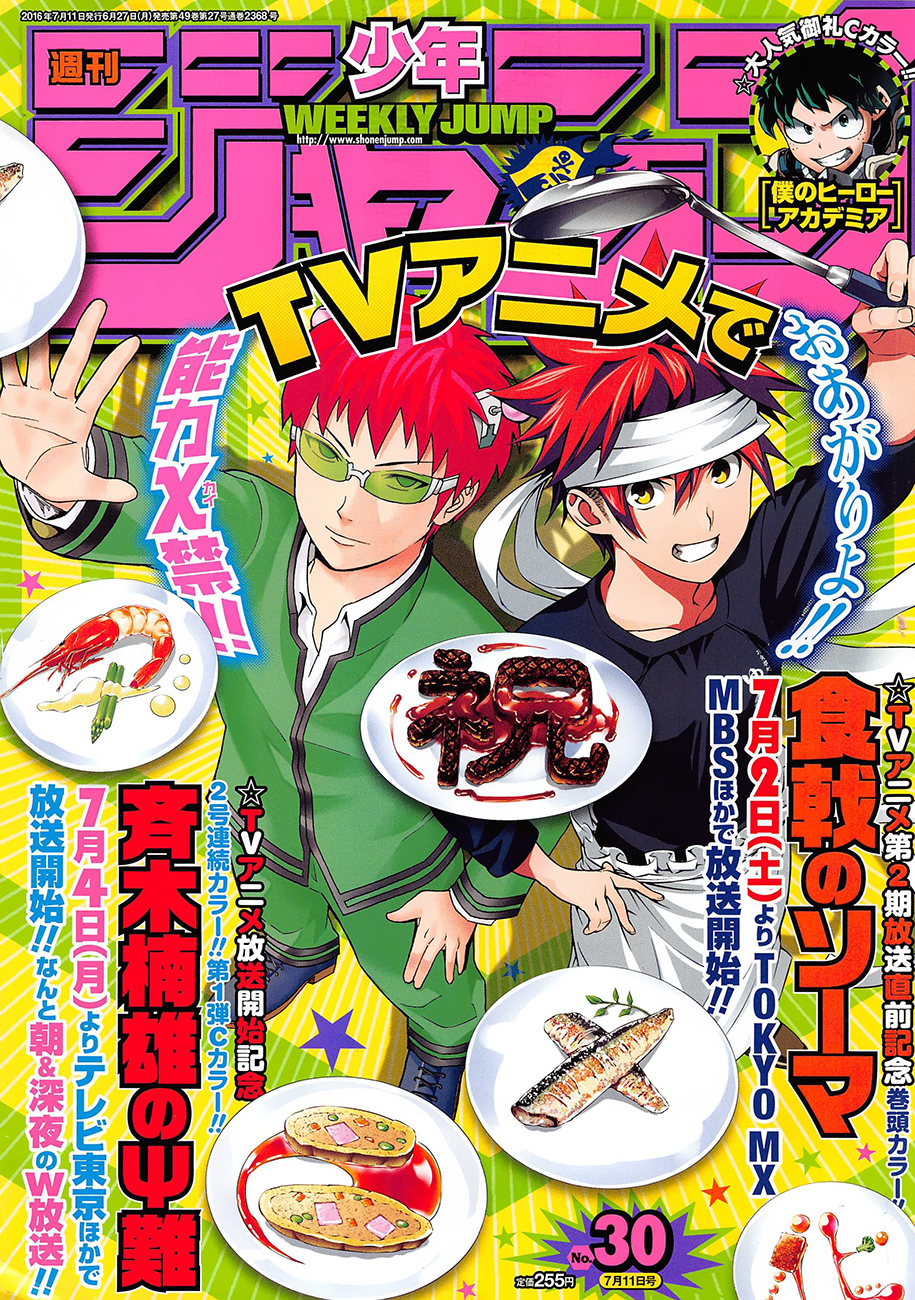 2016年7月11日発行6月27日(月)発売第49巻第27号通巻2368号
週刊
少年
ジャンプ
WEEKLY JUMP
http://www.shonenjump.com
☆大人気御礼Cカラー!!
[僕のヒーロー
アカデミア]
TVアニメで
おあがりよ!!
能力X禁!!
カイ
祝
☆TVアニメ第2期放送直前記念巻頭カラー!!
食戟のソーマ
7月2日(土)よりTOKYO MX
MBSほかで放送開始!!
☆TVアニメ放送開始記念
2号連続カラー!!第1弾Cカラー!!
斉木楠雄のΨ難
7月4日(月)よりテレビ東京ほかで
放送開始!!なんと朝&深夜のW放送!!
No.30
定価255円
7月11日号
化